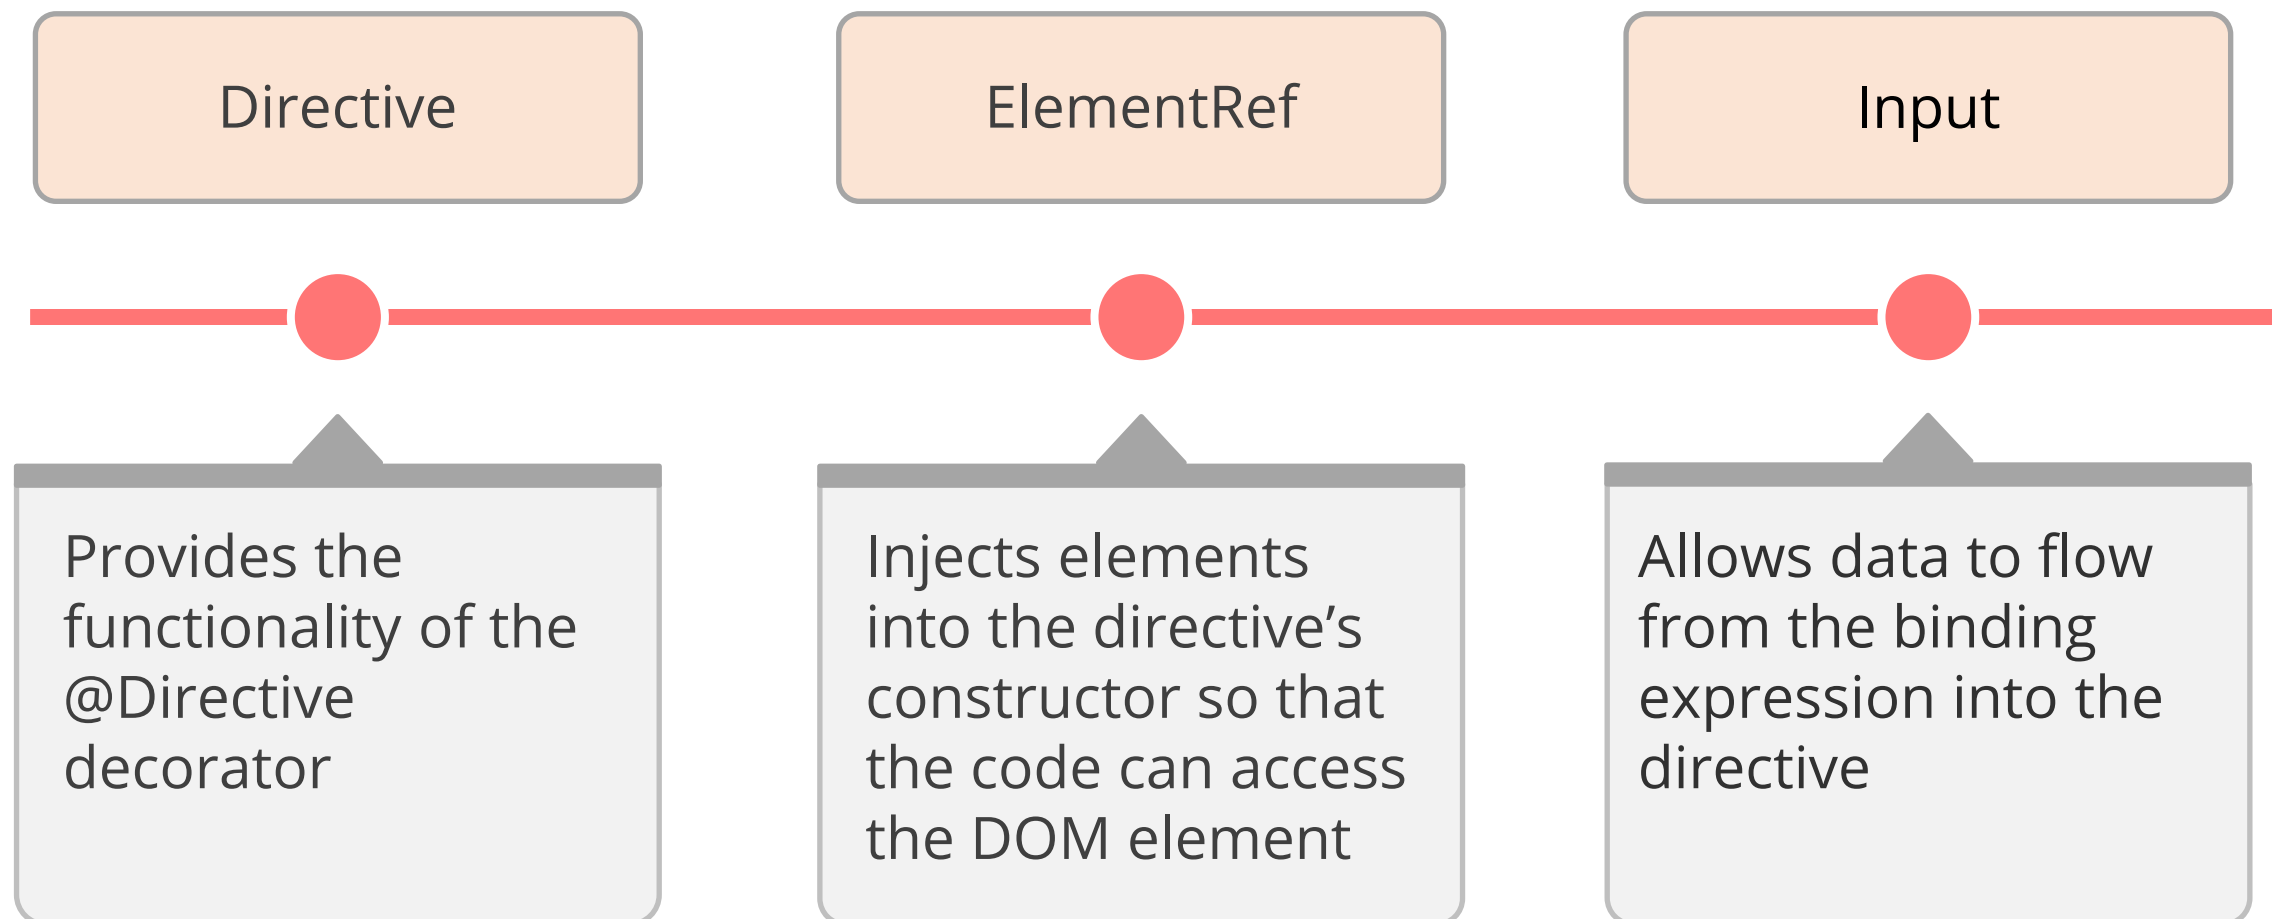 Directive
ElementRef
Input
Provides the
functionality of the
@Directive
decorator
Injects elements
into the directive’s
constructor so that
the code can access
the DOM element
Allows data to flow
from the binding
expression into the
directive